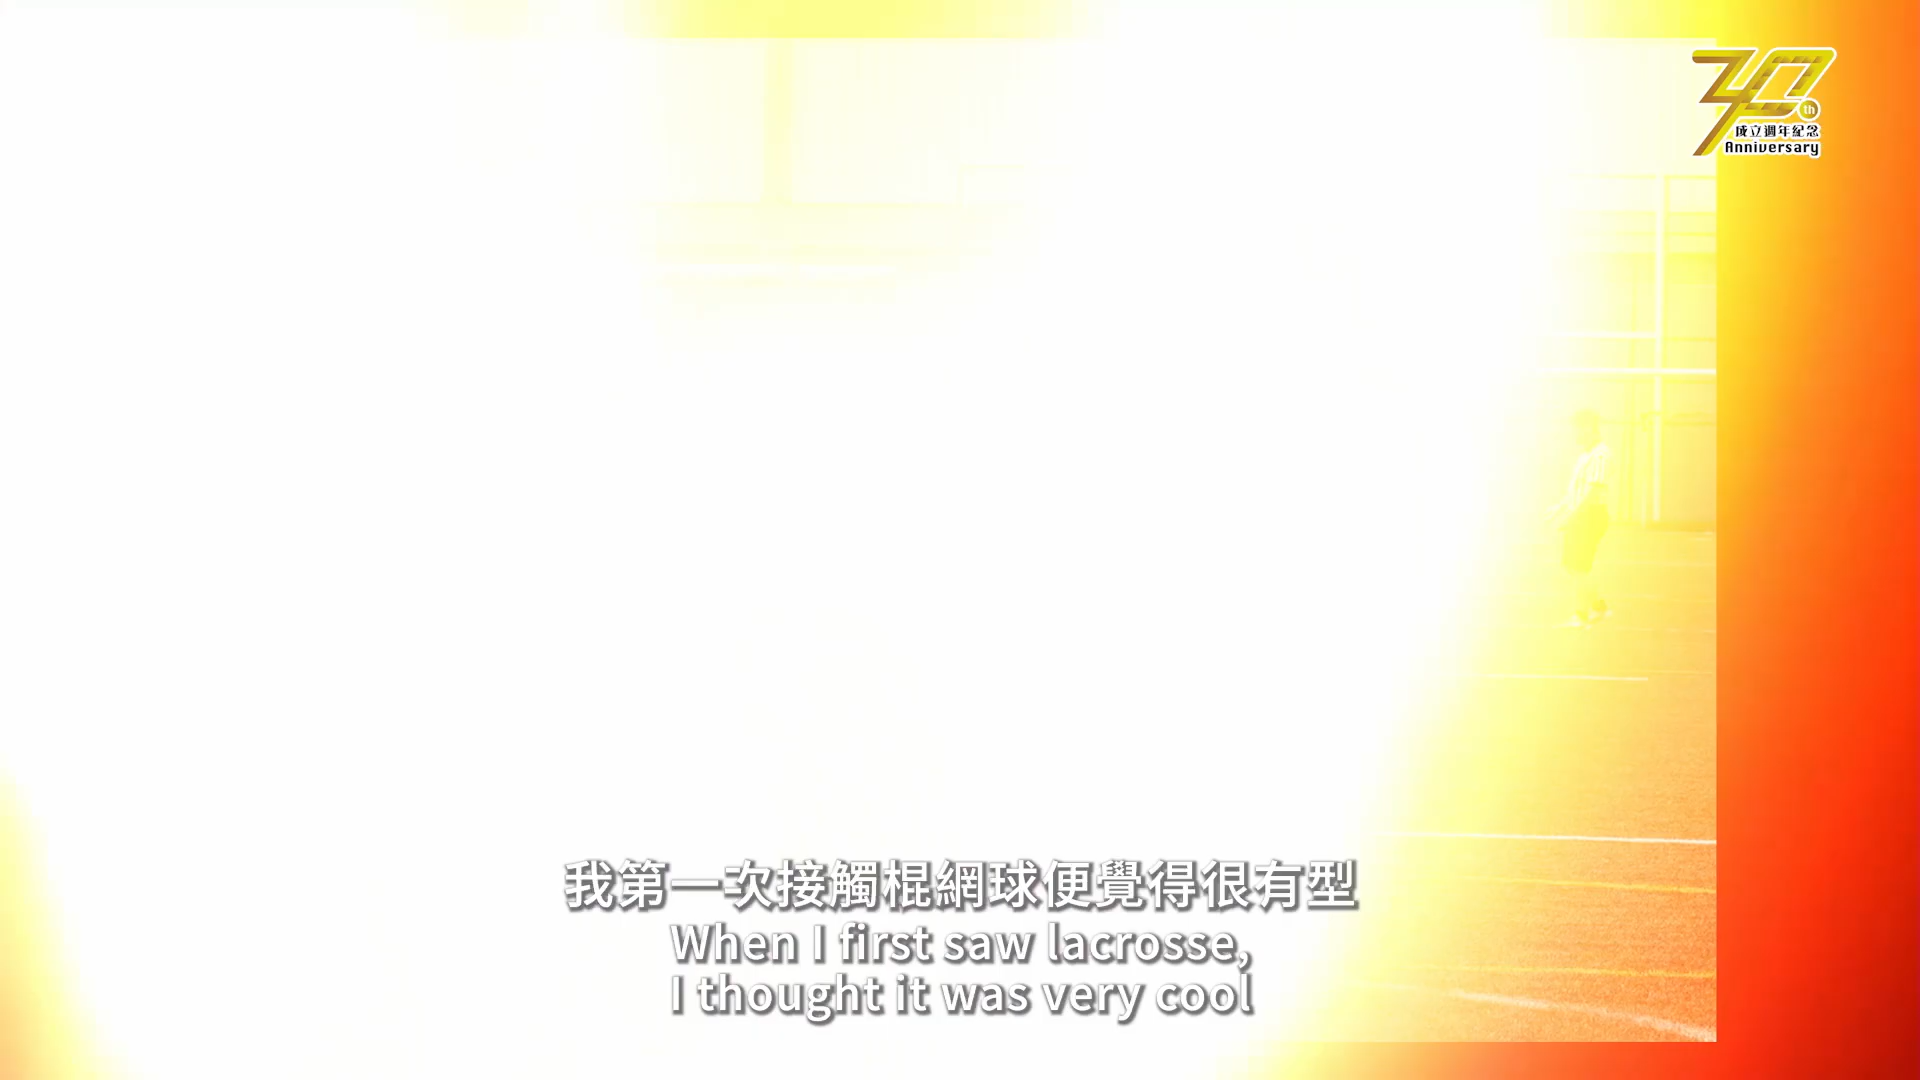 30th
成立週年紀念
Anniversary
我第一次接觸棍網球便覺得很有型
When I first saw lacrosse,
I thought it was very cool